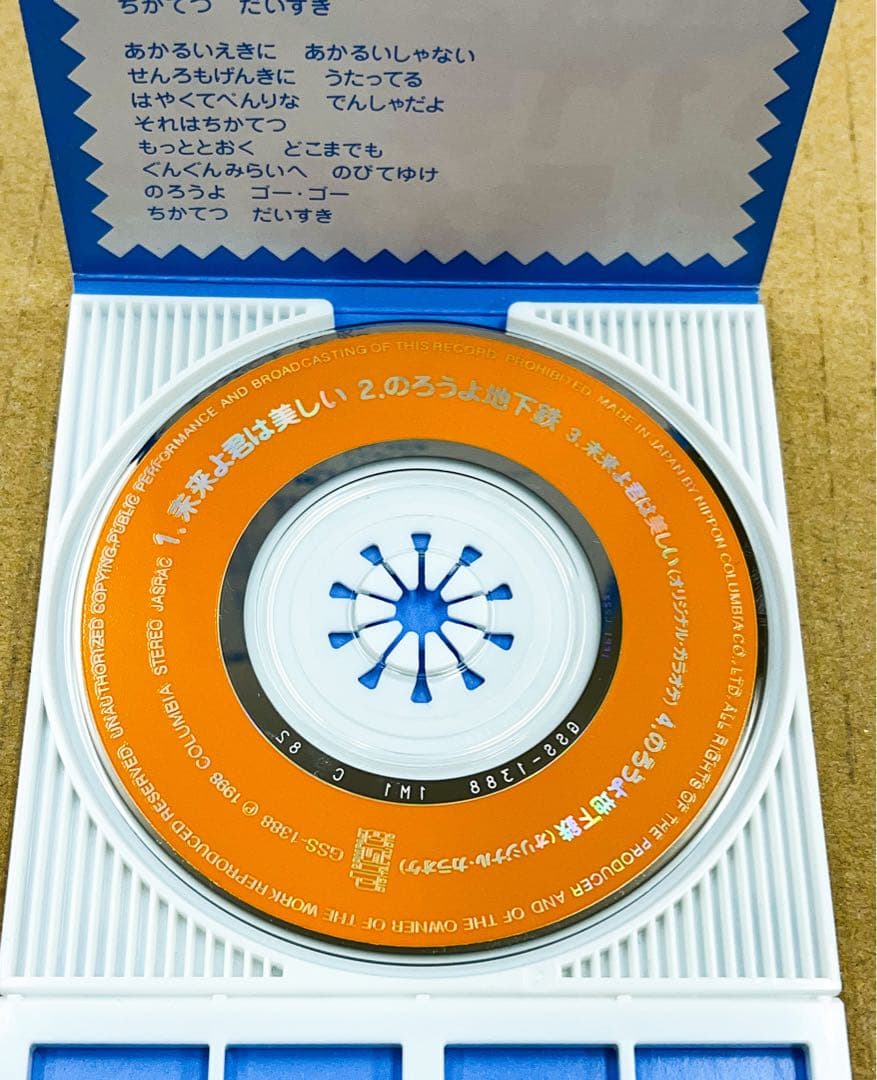 ちかてつ　だいすき
あかるいえきに　あかるいしゃない
せんろもげんきに　うたってる
はやくてべんりな　でんしゃだよ
それはちかてつ
もっととおく　どこまでも
ぐんぐんみらいへ　のびてゆけ
のろうよ　ゴー・ゴー
ちかてつ　だいすき
1.未来よ君は美しい 2.のろうよ地下鉄 3.未来よ君は美しい(オリジナル・カラオケ) 4.のろうよ地下鉄(オリジナル・カラオケ)
GSS-1388 Ⓟ 1998 COLUMBIA STEREO JASRAC
ALL RIGHTS OF THE PRODUCER AND OF THE OWNER OF THE WORK REPRODUCED RESERVED. UNAUTHORIZED COPYING, PUBLIC PERFORMANCE AND BROADCASTING OF THIS RECORD PROHIBITED. MADE IN JAPAN BY NIPPON COLUMBIA CO., LTD.
GSS-1388 1M1 C 82